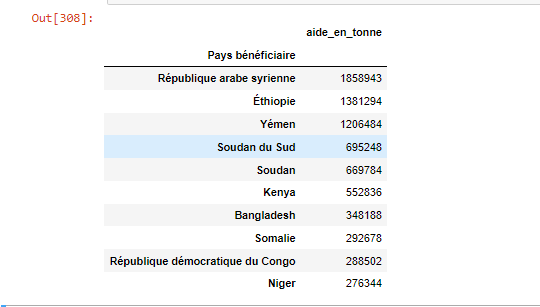 Out[308]:
aide_en_tonne
Pays bénéficiaire
République arabe syrienne 1858943
Éthiopie 1381294
Yémen 1206484
Soudan du Sud 695248
Soudan 669784
Kenya 552836
Bangladesh 348188
Somalie 292678
République démocratique du Congo 288502
Niger 276344